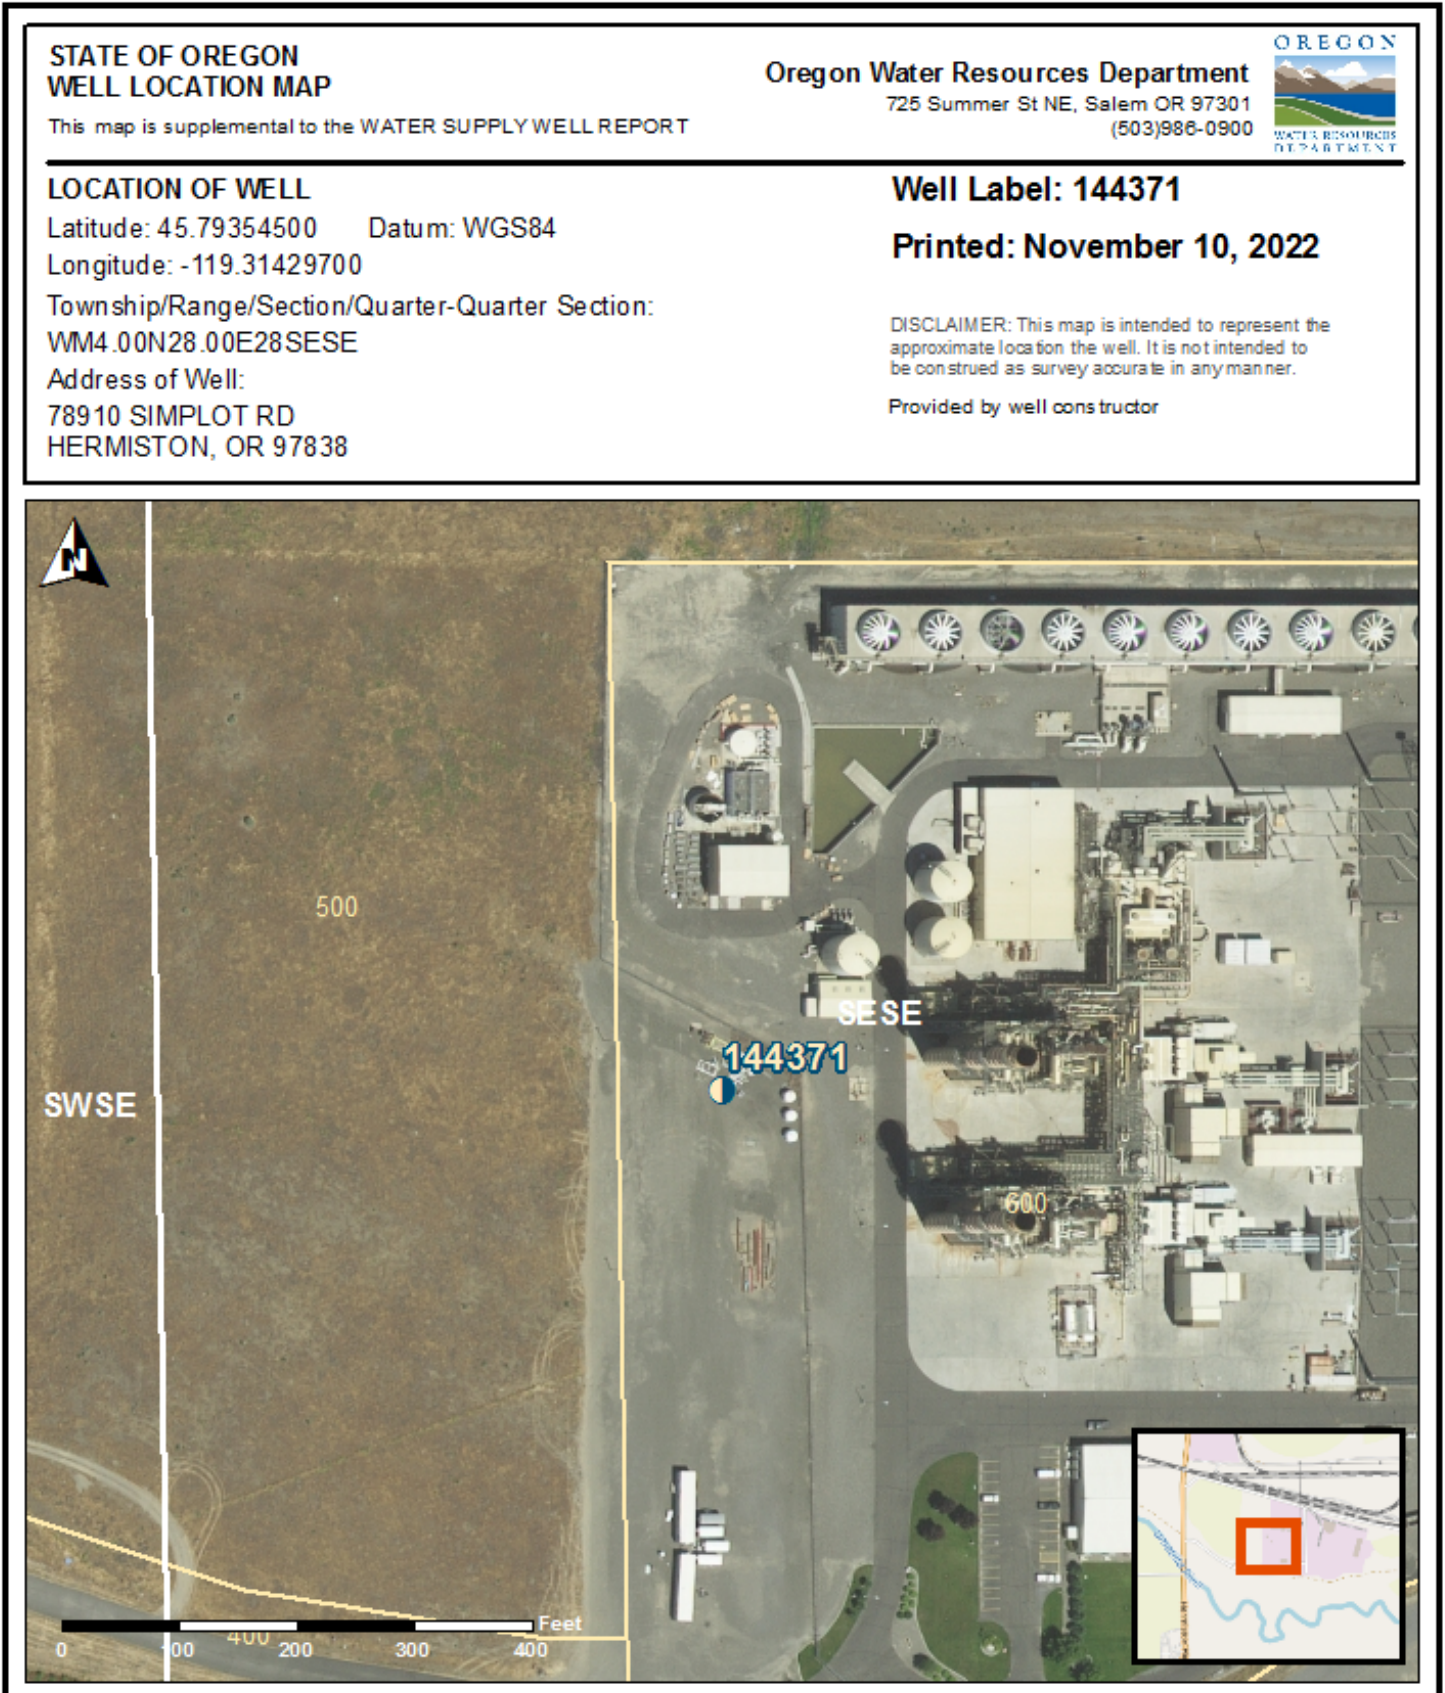 STATE OF OREGON
WELL LOCATION MAP
This map is supplemental to the WATER SUPPLY WELL REPORT
Oregon Water Resources Department
725 Summer St NE, Salem OR 97301
(503)986-0900
OREGON
WATER RESOURCES
DEPARTMENT
LOCATION OF WELL
Latitude: 45.79354500 Datum: WGS84
Longitude: -119.31429700
Township/Range/Section/Quarter-Quarter Section:
WM4.00N28.00E28SESE
Address of Well:
78910 SIMPLOT RD
HERMISTON, OR 97838
Well Label: 144371
Printed: November 10, 2022
DISCLAIMER: This map is intended to represent the
approximate location the well. It is not intended to
be construed as survey accurate in any manner.
Provided by well constructor
N
500
SESE
144371
SWSE
600
Feet
400
0 100 200 300 400